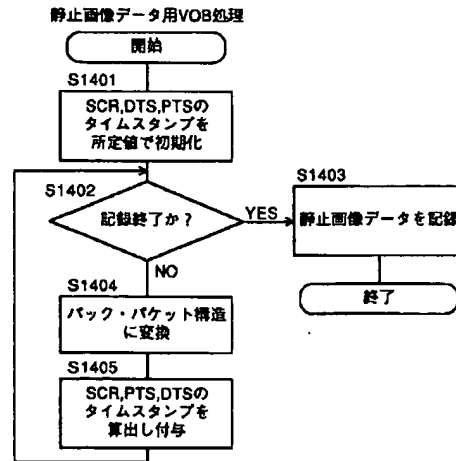 静止画像データ用VOB処理
開始
S1401
SCR,DTS,PTSの
タイムスタンプを
所定値で初期化
S1402
記録終了か?
YES
S1403
静止画像データを記録
終了
NO
S1404
パック・パケット構造
に変換
S1405
SCR,PTS,DTSの
タイムスタンプを
算出し付与